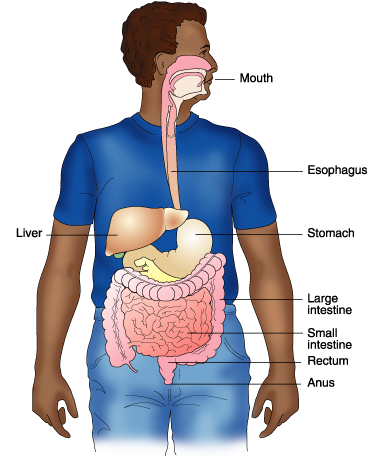 Mouth
Esophagus
Liver
Stomach
Large
intestine
Small
intestine
Rectum
Anus